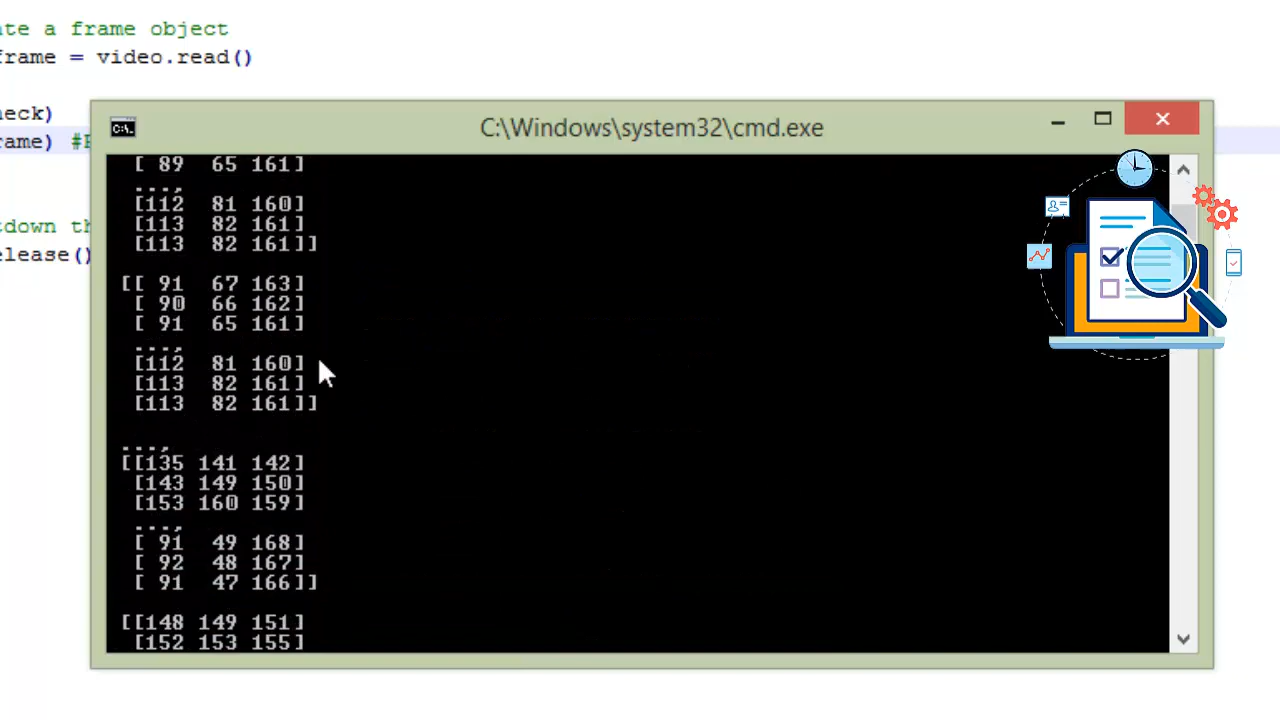 ate a frame object
frame = video.read()
neck)
rame) #
tdown th
elease()
C:\Windows\system32\cmd.exe
[ 89 65 161]
...,
[112 81 160]
[113 82 161]
[113 82 161]]
[[ 91 67 163]
[ 90 66 162]
[ 91 65 161]
...,
[112 81 160]
[113 82 161]
[113 82 161]]
...,
[[135 141 142]
[143 149 150]
[153 160 159]
...,
[ 91 49 168]
[ 92 48 167]
[ 91 47 166]]
[[148 149 151]
[152 153 155]